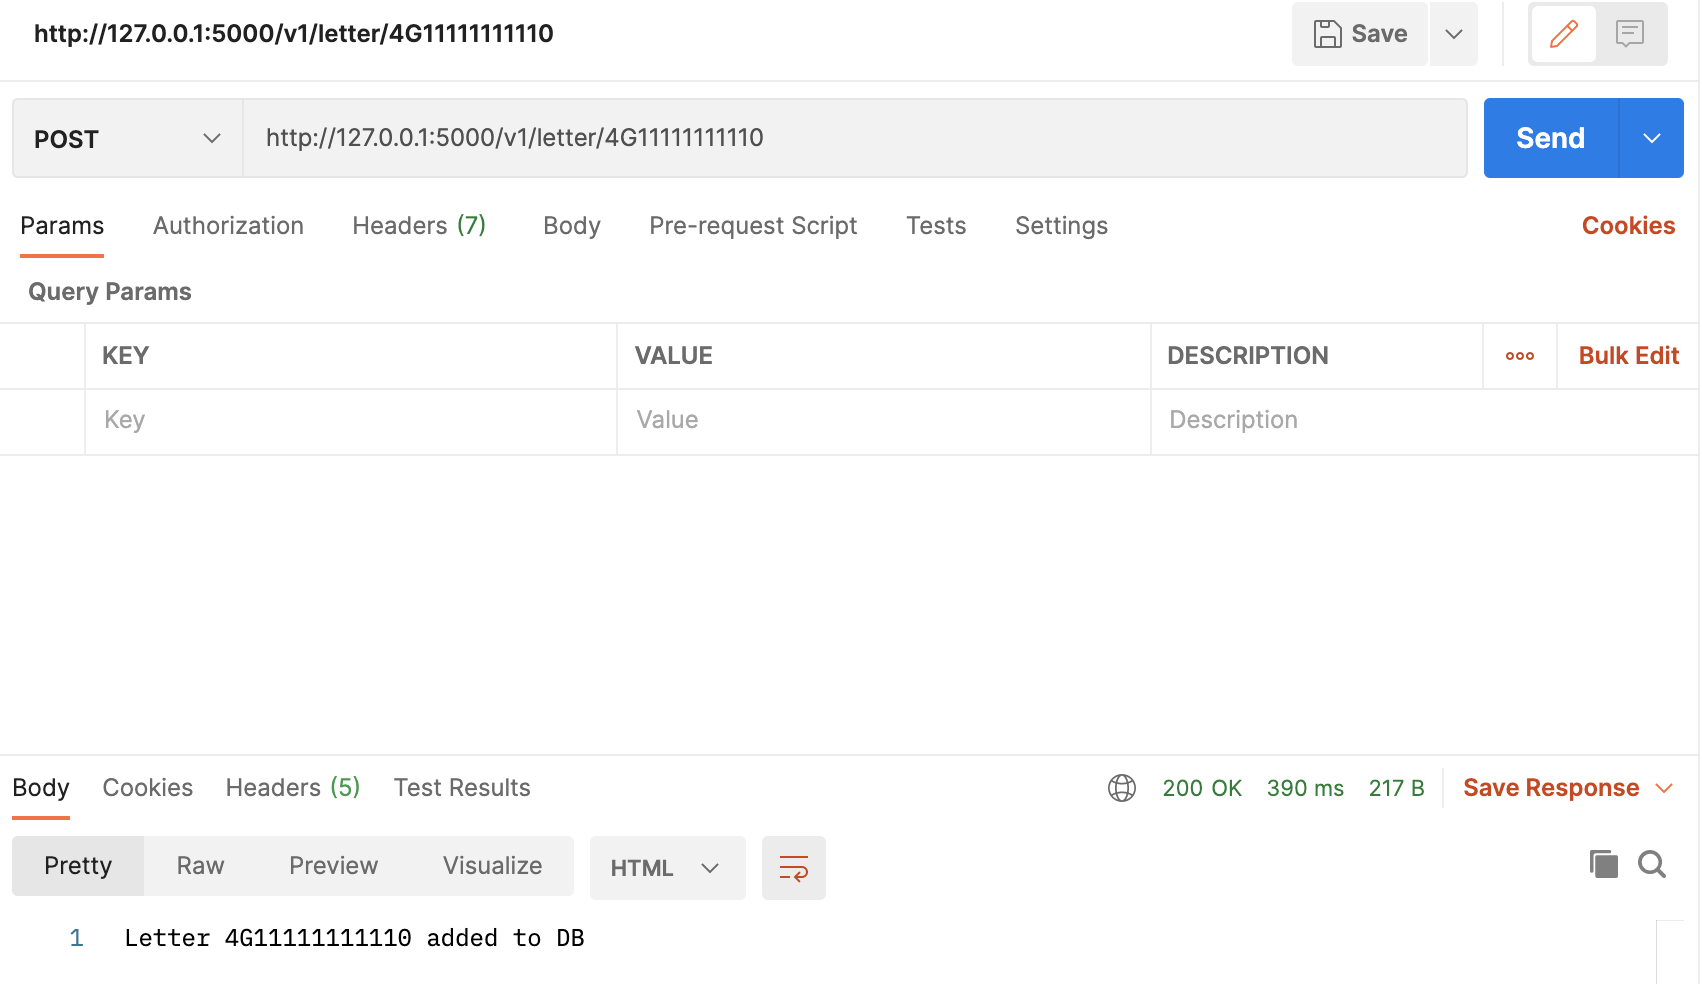 http://127.0.0.1:5000/v1/letter/4G11111111110 Save
POST http://127.0.0.1:5000/v1/letter/4G11111111110 Send
Params Authorization Headers (7) Body Pre-request Script Tests Settings Cookies
Query Params
KEY VALUE DESCRIPTION Bulk Edit
Key Value Description
Body Cookies Headers (5) Test Results 200 OK 390 ms 217 B Save Response
Pretty Raw Preview Visualize HTML
1 Letter 4G11111111110 added to DB